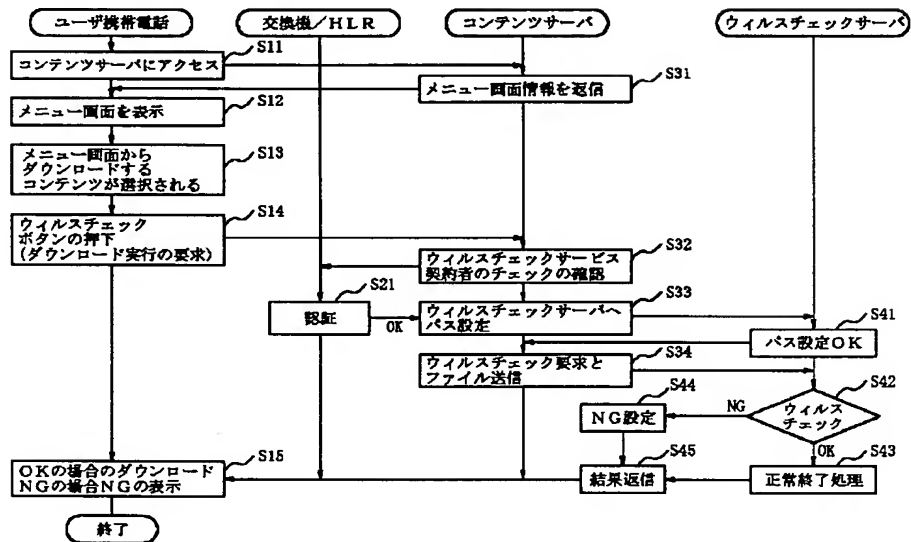 ユーザ携帯電話
交換機／HLR
コンテンツサーバ
ウィルスチェックサーバ
S11
コンテンツサーバにアクセス
S31
メニュー画面情報を返信
S12
メニュー画面を表示
S13
メニュー画面から
ダウンロードする
コンテンツが選択される
S14
ウィルスチェック
ボタンの押下
(ダウンロード実行の要求)
S32
ウィルスチェックサービス
契約者のチェックの確認
S21
認証
OK
S33
ウィルスチェックサーバへ
パス設定
S41
パス設定OK
S34
ウィルスチェック要求と
ファイル送信
S42
ウィルス
チェック
NG
OK
S44
NG設定
S43
正常終了処理
S45
結果返信
S15
OKの場合のダウンロード
NGの場合NGの表示
終了